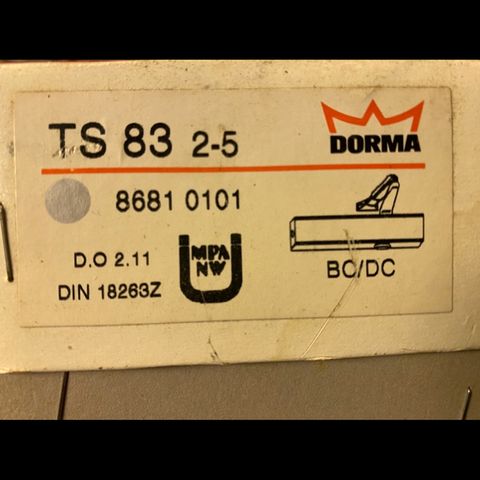 TS 83 2-5
DORMA
8681 0101
D.O 2.11
MPA
NW
BC/DC
DIN 18263Z